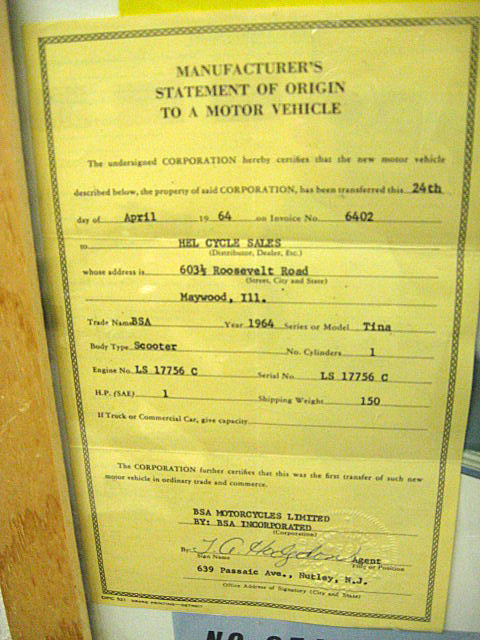 MANUFACTURER'S
STATEMENT OF ORIGIN
TO A MOTOR VEHICLE
The undersigned CORPORATION hereby certifies that the new motor vehicle
described below, the property of said CORPORATION, has been transferred this 24th
day of April 19 64 on Invoice No. 6402
to HEL CYCLE SALES
(Distributor, Dealer, Etc.)
whose address is 603½ Roosevelt Road
(Street, City and State)
Maywood, Ill.
Trade Name BSA Year 1964 Series or Model Tina
Body Type Scooter No. Cylinders 1
Engine No. LS 17756 C Serial No. LS 17756 C
H.P. (SAE) 1 Shipping Weight 150
If Truck or Commercial Car, give capacity
The CORPORATION further certifies that this was the first transfer of such new
motor vehicle in ordinary trade and commerce.
BSA MOTORCYCLES LIMITED
BY: BSA INCORPORATED
(Corporation)
By: Agent
Sign Name Title or Position
639 Passaic Ave., Nutley, N.J.
Office Address of Signatory (City and State)
NO